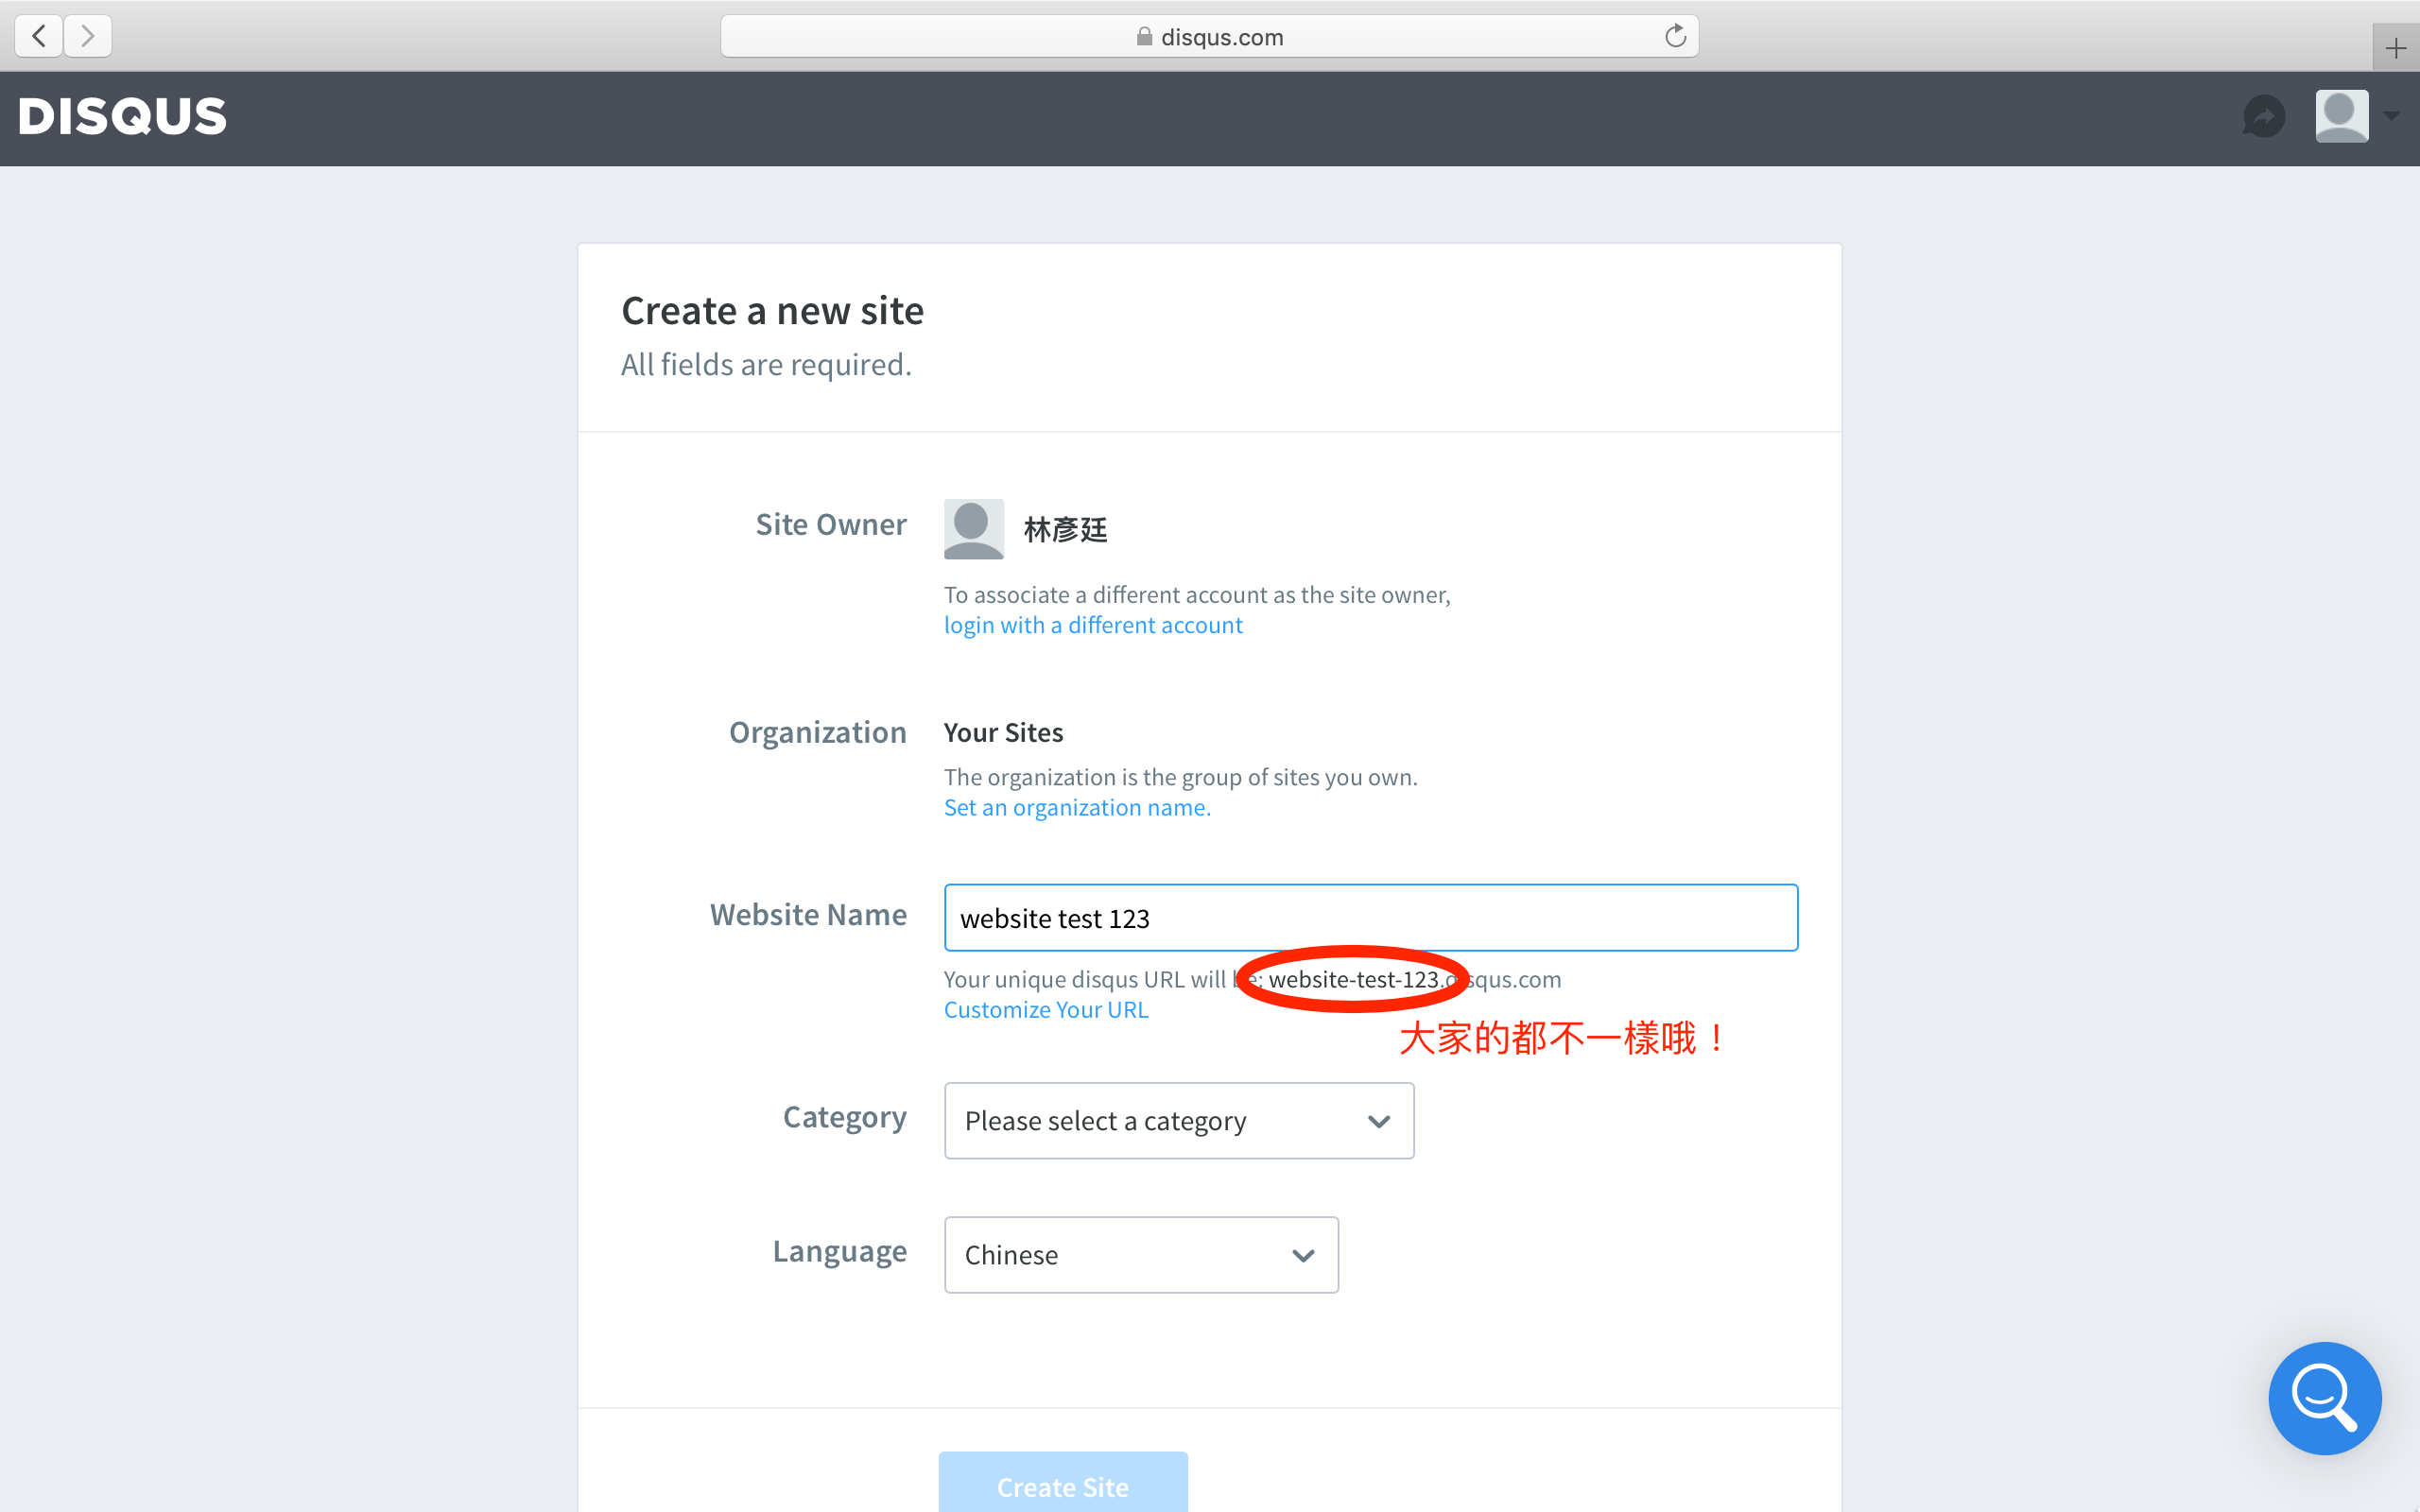 disqus.com
DISQUS
Create a new site
All fields are required.
Site Owner
林彥廷
To associate a different account as the site owner,
login with a different account
Organization
Your Sites
The organization is the group of sites you own.
Set an organization name.
Website Name
website test 123
Your unique disqus URL will be: website-test-123.disqus.com
Customize Your URL
大家的都不一樣哦！
Category
Please select a category
Language
Chinese
Create Site